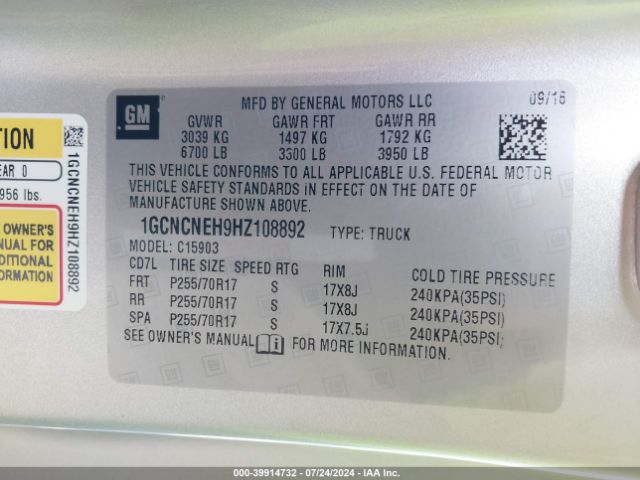 GM
MFD BY GENERAL MOTORS LLC
09/16
GVWR GAWR FRT GAWR RR
3039 KG 1497 KG 1792 KG
6700 LB 3300 LB 3950 LB
THIS VEHICLE CONFORMS TO ALL APPLICABLE U.S. FEDERAL MOTOR
VEHICLE SAFETY STANDARDS IN EFFECT ON THE DATE OF
MANUFACTURE SHOWN ABOVE.
1GCNCNEH9HZ108892 TYPE: TRUCK
MODEL: C15903
CD7L TIRE SIZE SPEED RTG RIM COLD TIRE PRESSURE
FRT P255/70R17 S 17X8J 240KPA(35PSI)
RR P255/70R17 S 17X8J 240KPA(35PSI)
SPA P255/70R17 S 17X7.5J 240KPA(35PSI)
SEE OWNER'S MANUAL i FOR MORE INFORMATION.
TION
EAR 0
956 lbs.
OWNER'S
NUAL FOR
DITIONAL
RMATION
1GCNCNEH9HZ108892
000-39914732 - 07/24/2024 - IAA Inc.